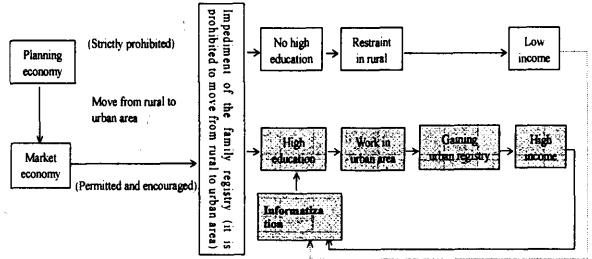 Planning
economy
(Strictly prohibited)
Move from rural to
urban area
Market
economy
(Permitted and encouraged)
Impediment of the family registry (it is
prohibited to move from rural to urban area)
No high
education
Restraint
in rural
Low
income
High
education
Work in
urban area
Gaining
urban registry
High
income
Informatiza
tion